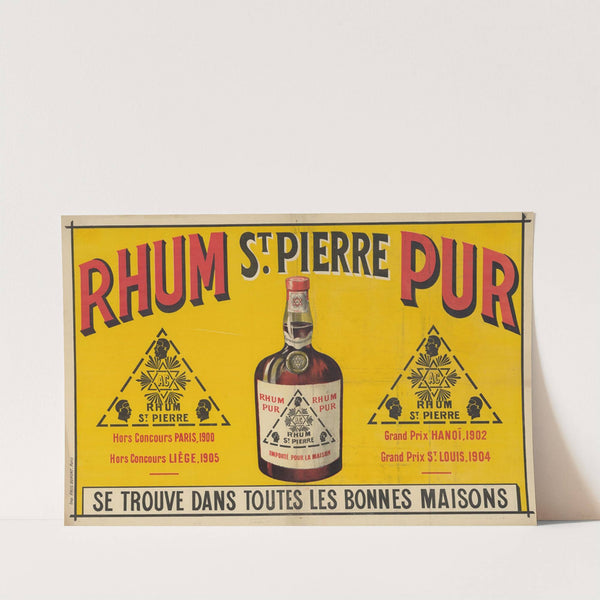 RHUM ST. PIERRE PUR
AG
RHUM
ST PIERRE
Hors Concours PARIS, 1900
Hors Concours LIÈGE, 1905
RHUM PUR
RHUM PUR
RHUM
ST PIERRE
IMPORTÉ POUR LA MAISON
AG
RHUM
ST PIERRE
Grand Prix HANOÏ, 1902
Grand Prix ST LOUIS, 1904
SE TROUVE DANS TOUTES LES BONNES MAISONS